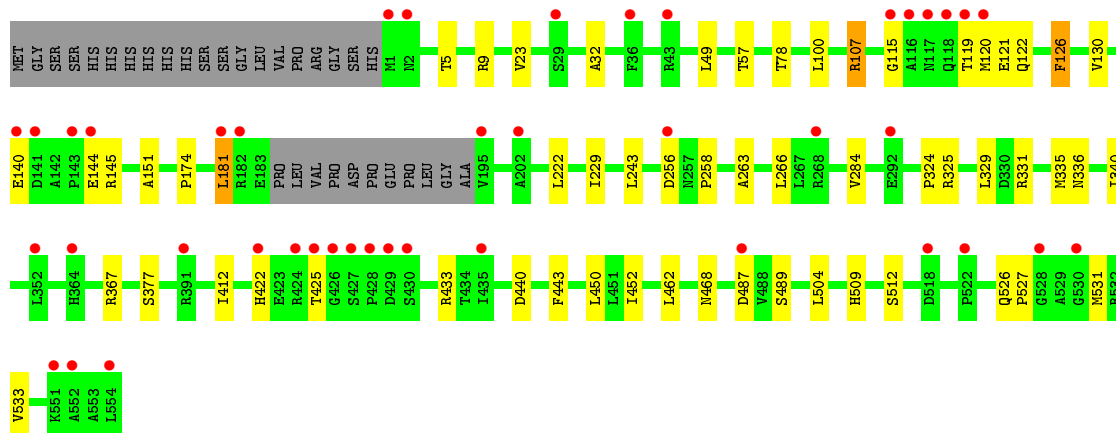 MET GLY SER SER HIS HIS HIS HIS HIS HIS SER SER GLY LEU VAL PRO ARG GLY SER HIS M1 N2 T5 R9 V23 S29 A32 F36 R43 L49 T57 T78 L100 R107 G115 A116 N117 Q118 T119 M120 E121 Q122 F126 V130
E140 D141 A142 P143 E144 R145 A151 P174 L181 R182 E183 PRO LEU VAL PRO ASP PRO GLU PRO LEU GLY ALA V195 A202 L222 I229 L243 D256 N257 P258 A263 L266 L267 R268 V284 E292 P324 R325 L329 D330 R331 M335 N336
L352 H364 R367 S377 R391 I412 H422 E423 R424 T425 G426 S427 P428 D429 S430 R433 T434 I435 D440 F443 L450 L451 I452 L462 N468 D487 V488 S489 L504 H509 S512 D518 P522 Q526 P527 G528 A529 G530 M531 R532
V533 K551 A552 A553 L554